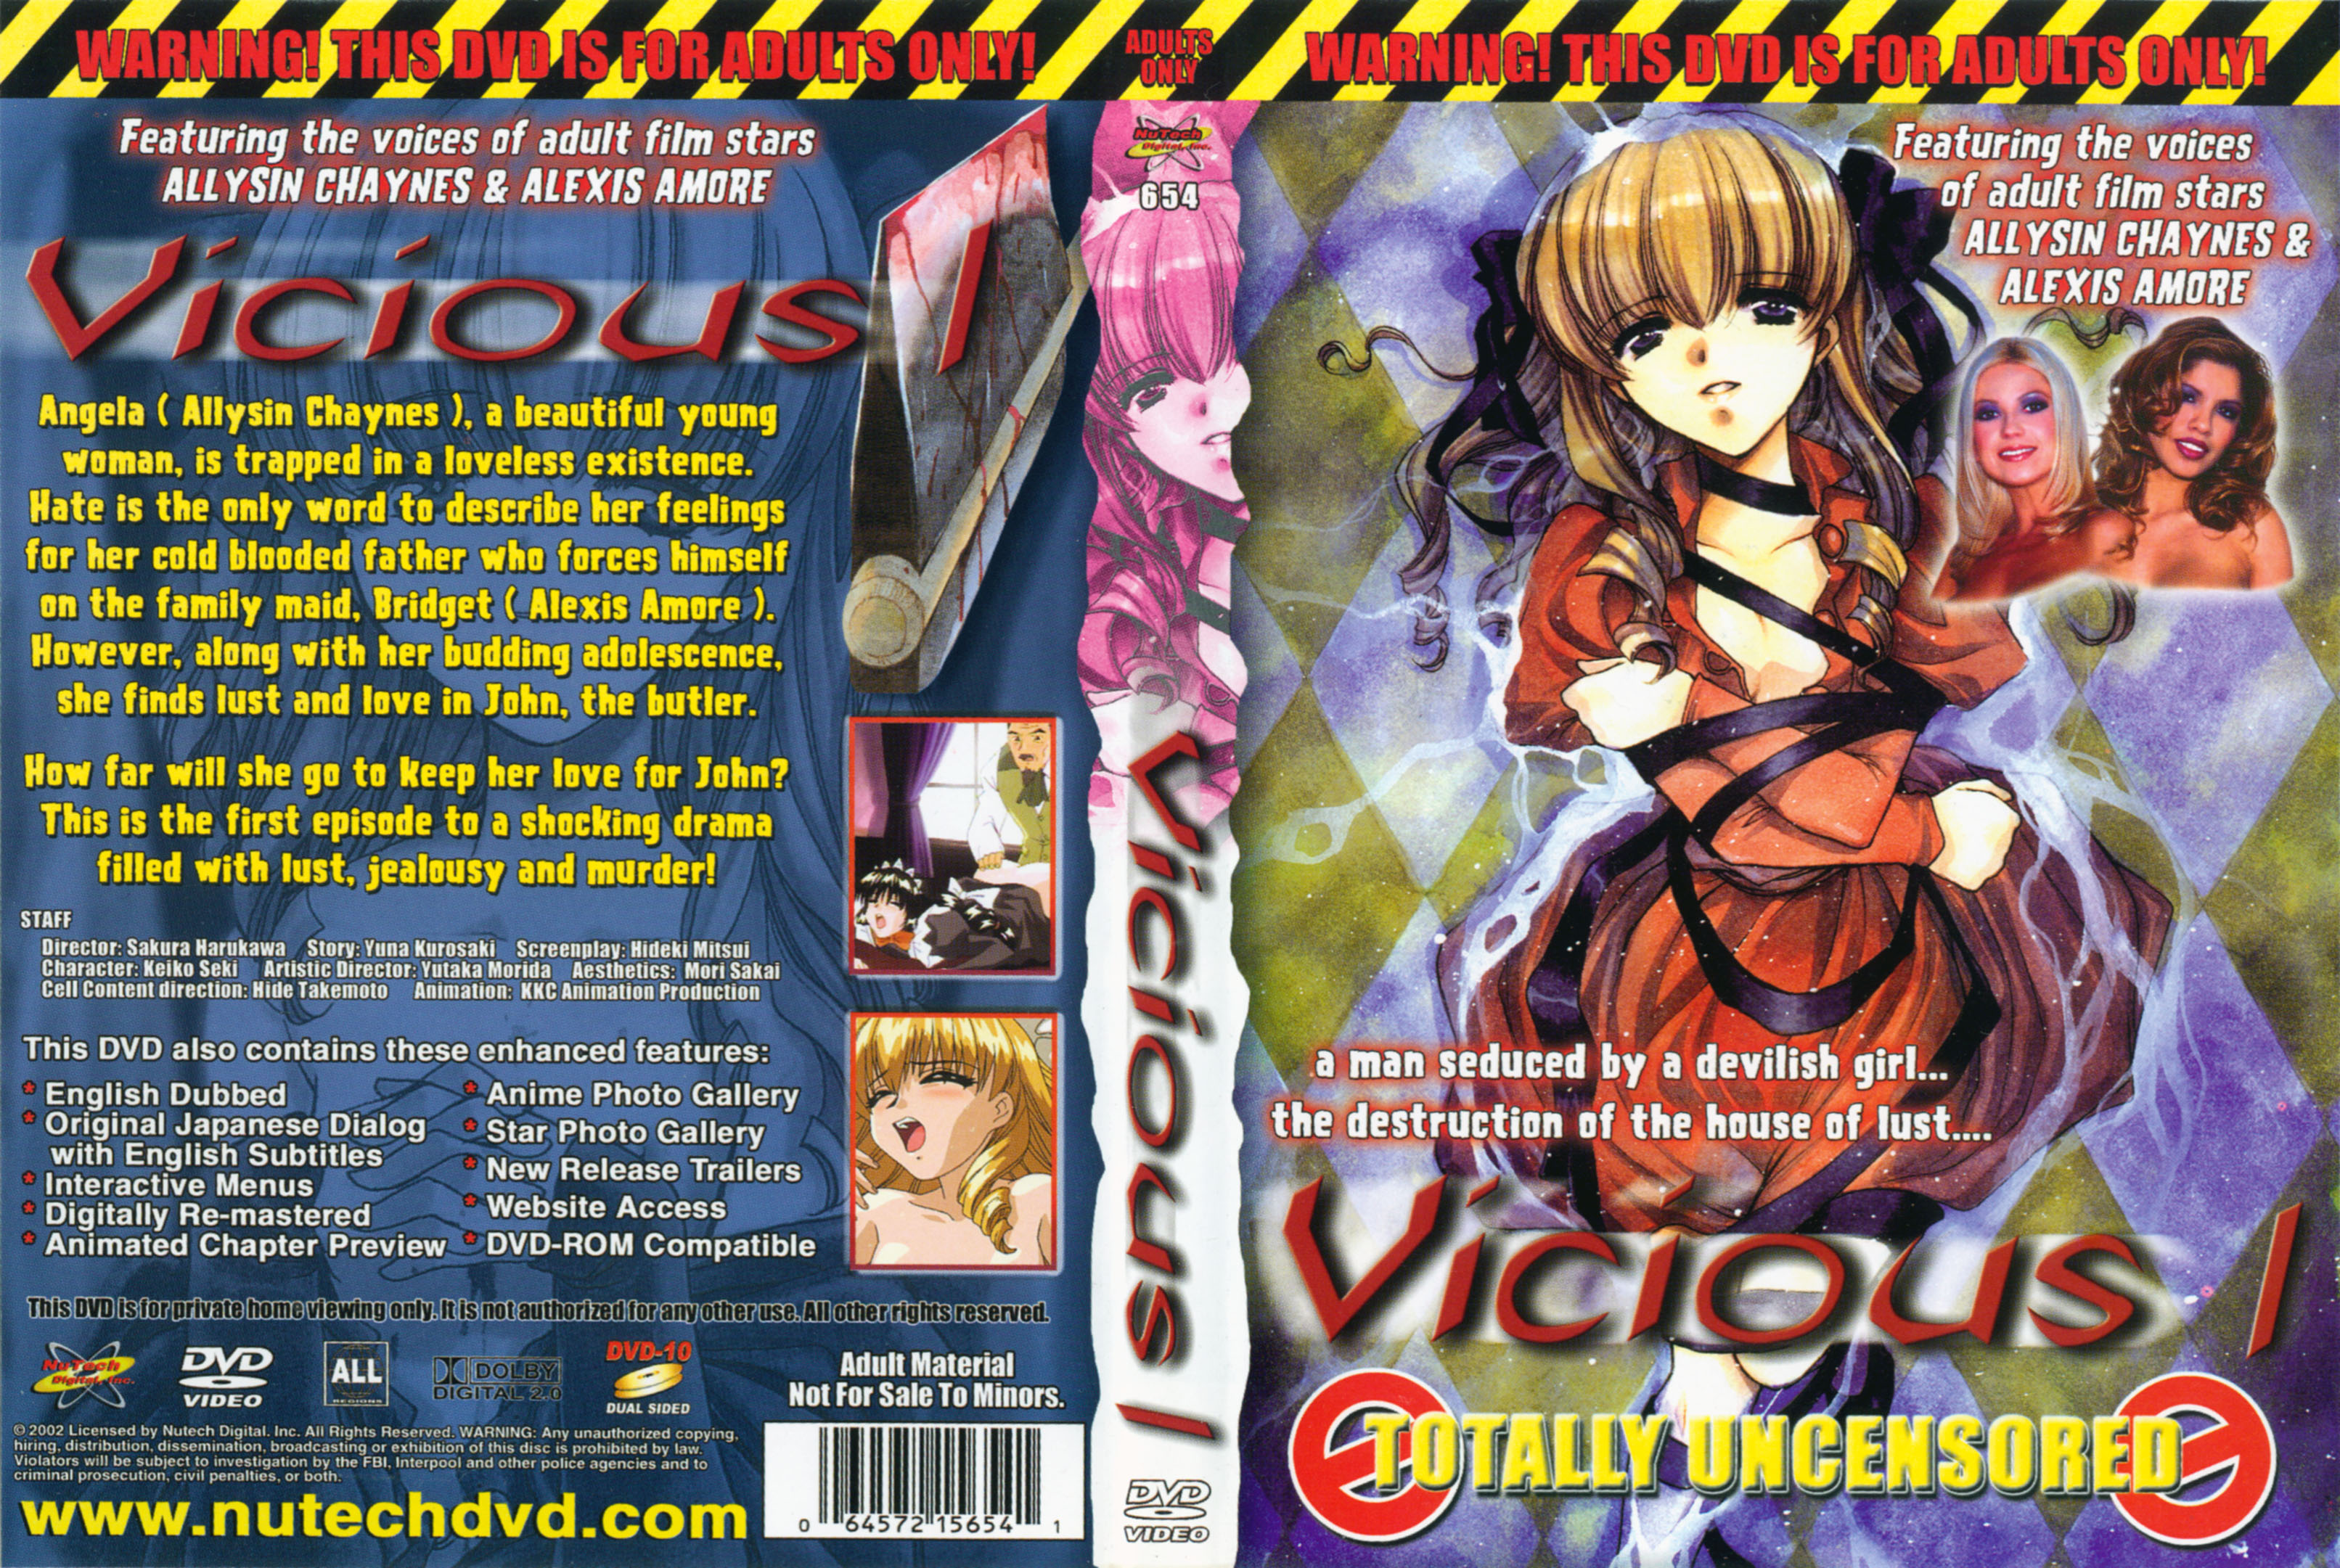 WARNING! THIS DVD IS FOR ADULTS ONLY!
Featuring the voices of adult film stars
ALLYSIN CHAYNES & ALEXIS AMORE
Vicious 1
Angela ( Allysin Chaynes ), a beautiful young
woman, is trapped in a loveless existence.
Hate is the only word to describe her feelings
for her cold blooded father who forces himself
on the family maid, Bridget ( Alexis Amore ).
However, along with her budding adolescence,
she finds lust and love in John, the butler.
How far will she go to keep her love for John?
This is the first episode to a shocking drama
filled with lust, jealousy and murder!
STAFF
Director: Sakura Harukawa Story: Yuna Kurosaki Screenplay: Hideki Mitsui
Character: Keiko Seki Artistic Director: Yutaka Morida Aesthetics: Mori Sakai
Cell Content direction: Hide Takemoto Animation: KKC Animation Production
This DVD also contains these enhanced features:
* English Dubbed
* Original Japanese Dialog
with English Subtitles
* Interactive Menus
* Digitally Re-mastered
* Animated Chapter Preview
* Anime Photo Gallery
* Star Photo Gallery
* New Release Trailers
* Website Access
* DVD-ROM Compatible
This DVD is for private home viewing only. It is not authorized for any other use. All other rights reserved.
NuTech
Digital, Inc.
DVD
VIDEO
ALL
REGIONS
DOLBY
DIGITAL 2.0
DVD-10
DUAL SIDED
Adult Material
Not For Sale To Minors.
© 2002 Licensed by Nutech Digital. Inc. All Rights Reserved. WARNING: Any unauthorized copying,
hiring, distribution, dissemination, broadcasting or exhibition of this disc is prohibited by law.
Violators will be subject to investigation by the FBI, Interpol and other police agencies and to
criminal prosecution, civil penalties, or both.
www.nutechdvd.com
0 64572 15654 1
ADULTS
ONLY
NuTech
Digital, Inc.
654
Vicious 1
DVD
VIDEO
WARNING! THIS DVD IS FOR ADULTS ONLY!
Featuring the voices
of adult film stars
ALLYSIN CHAYNES &
ALEXIS AMORE
a man seduced by a devilish girl...
the destruction of the house of lust....
Vicious 1
TOTALLY UNCENSORED